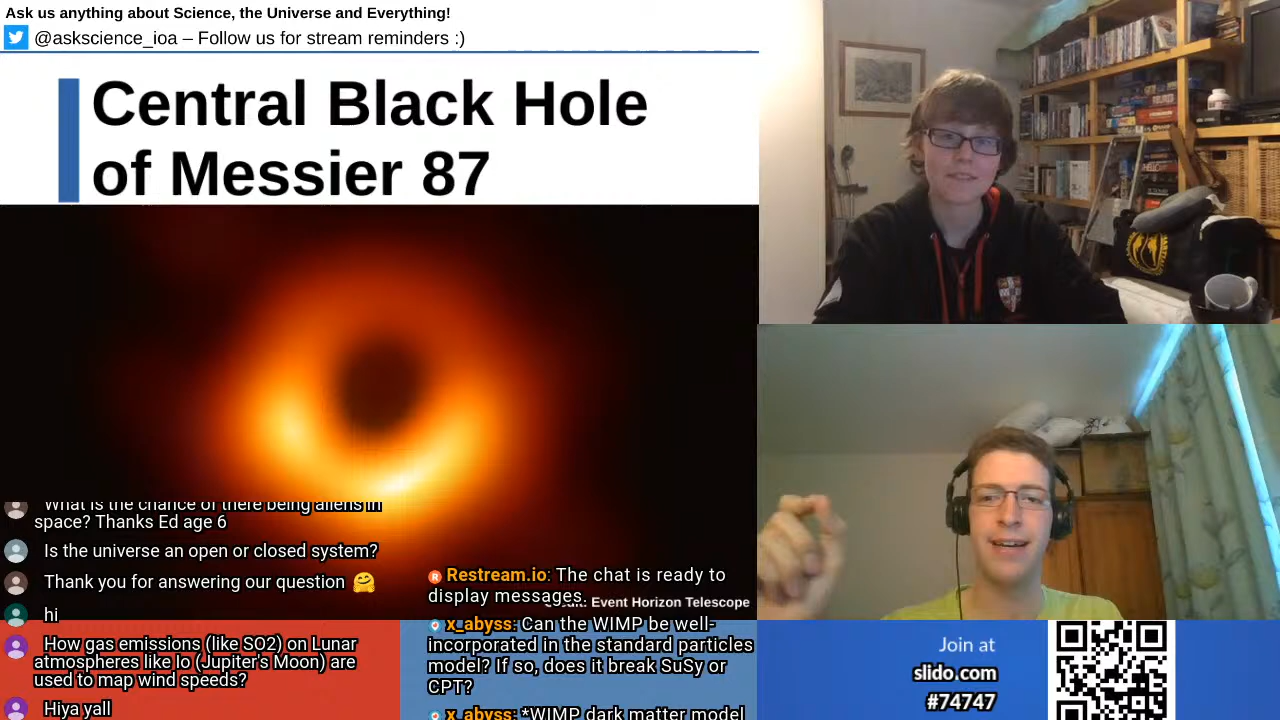 Ask us anything about Science, the Universe and Everything!
@askscience_ioa – Follow us for stream reminders :)
Central Black Hole
of Messier 87
What is the chance of there being aliens in
space? Thanks Ed age 6
Is the universe an open or closed system?
Thank you for answering our question 🤗
hi
How gas emissions (like SO2) on Lunar
atmospheres like Io (Jupiter's Moon) are
used to map wind speeds?
Hiya yall
Restream.io: The chat is ready to
display messages.
Event Horizon Telescope
x_abyss: Can the WIMP be well-
incorporated in the standard particles
model? If so, does it break SuSy or
CPT?
x_abyss: *WIMP dark matter model
Join at
slido.com
#74747